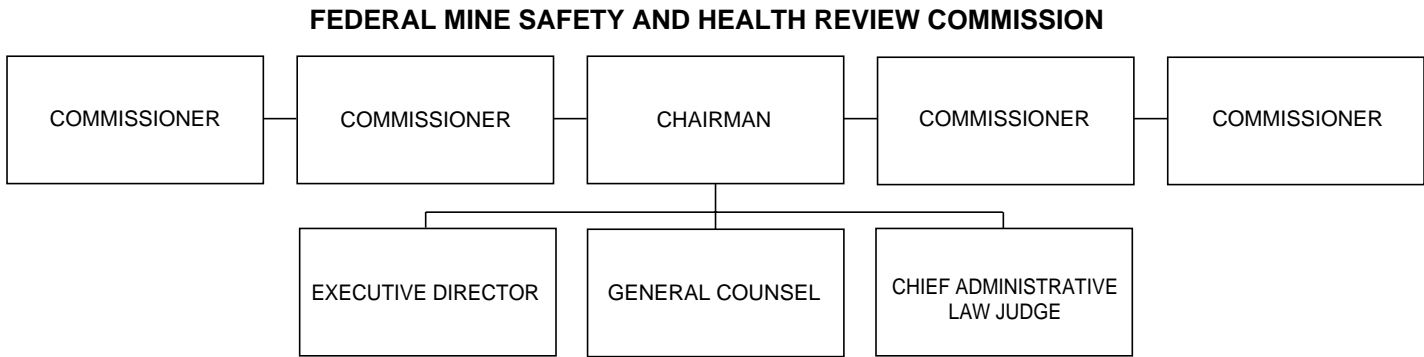 FEDERAL MINE SAFETY AND HEALTH REVIEW COMMISSION
COMMISSIONER
COMMISSIONER
CHAIRMAN
COMMISSIONER
COMMISSIONER
EXECUTIVE DIRECTOR
GENERAL COUNSEL
CHIEF ADMINISTRATIVE
LAW JUDGE